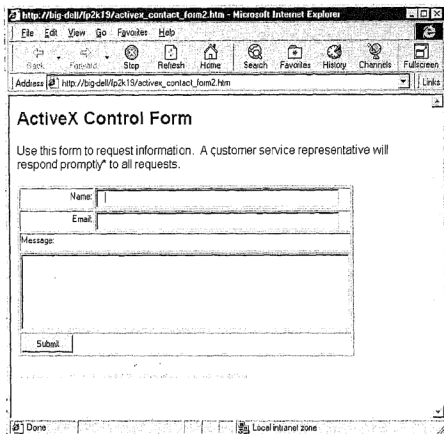 http://big-dell/fp2k19/activex_contact_form2.htm - Microsoft Internet Explorer
File Edit View Go Favorites Help
Back Forward Stop Refresh Home Search Favorites History Channels Fullscreen
Address http://big-dell/fp2k19/activex_contact_form2.htm Links
ActiveX Control Form
Use this form to request information. A customer service representative will
respond promptly* to all requests.
Name:
Email:
Message:
Submit
Done Local intranet zone